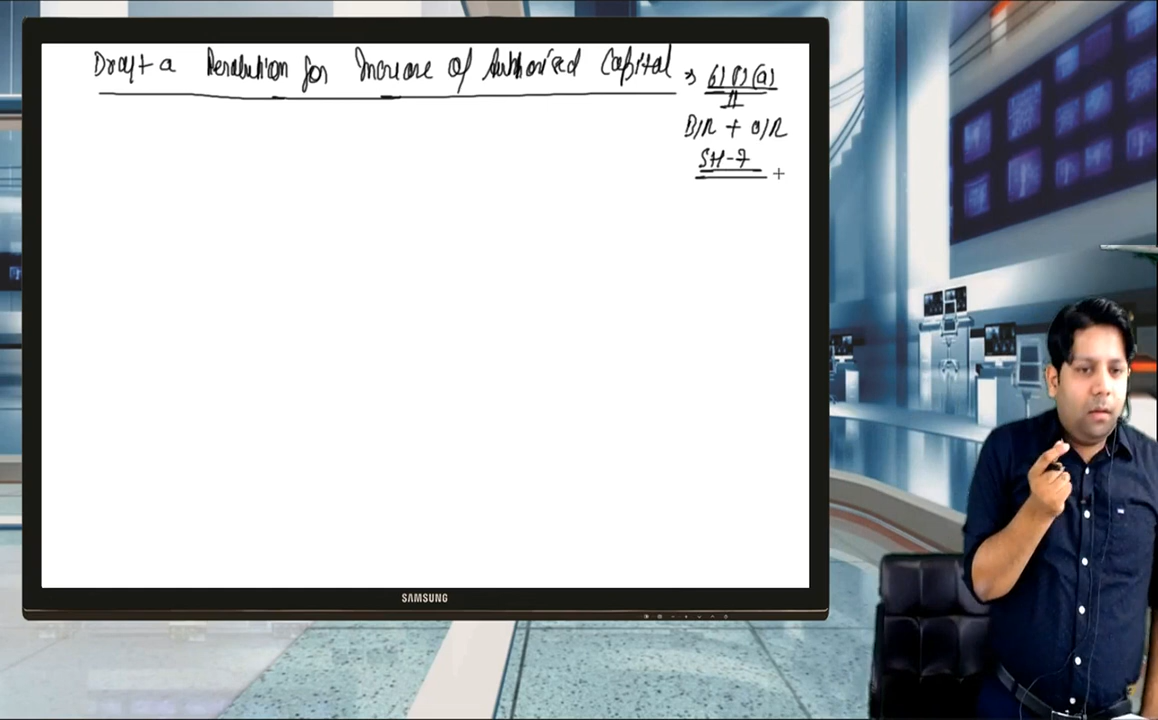 Draft a Resolution for Increase of Authorised Capital → 61(1)(a)
B/R + O/R
SH-7
SAMSUNG